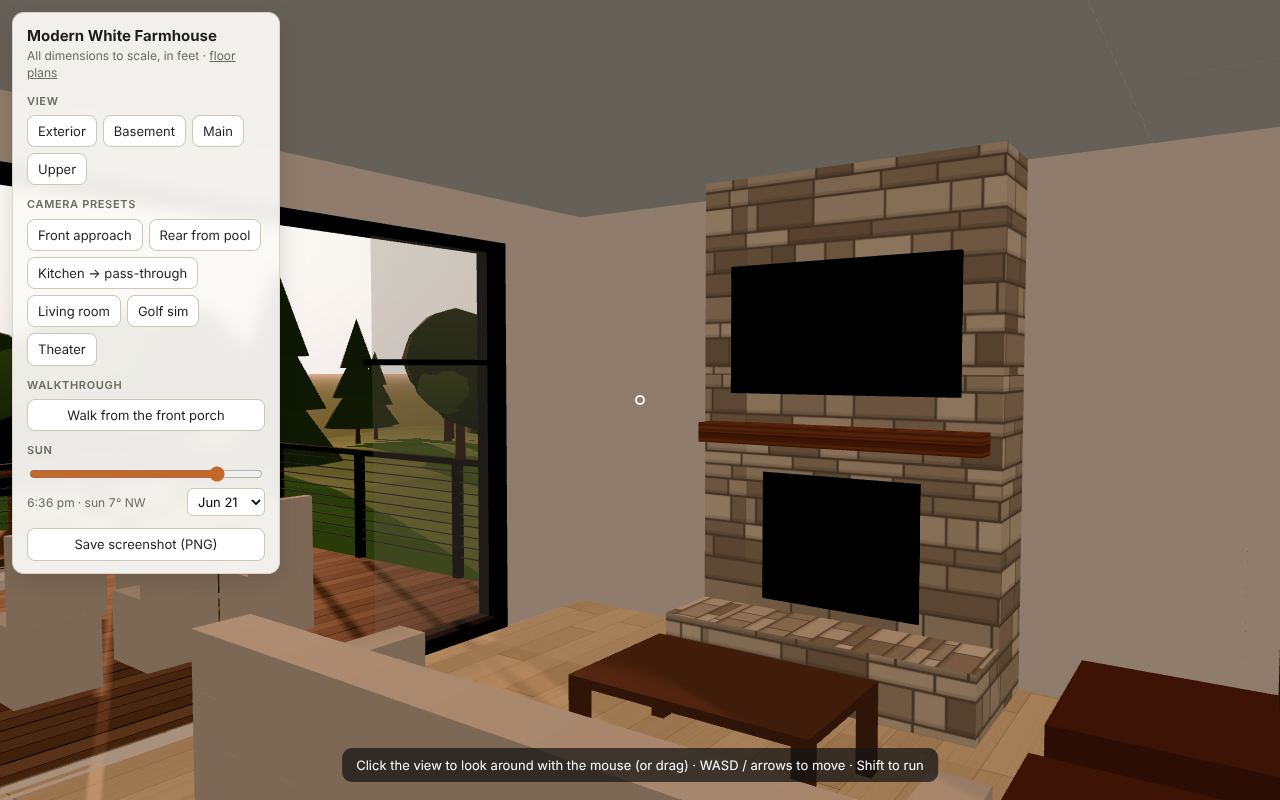 Modern White Farmhouse
All dimensions to scale, in feet · floor
plans
VIEW
Exterior
Basement
Main
Upper
CAMERA PRESETS
Front approach
Rear from pool
Kitchen → pass-through
Living room
Golf sim
Theater
WALKTHROUGH
Walk from the front porch
SUN
6:36 pm · sun 7° NW
Jun 21
Save screenshot (PNG)
Click the view to look around with the mouse (or drag) · WASD / arrows to move · Shift to run